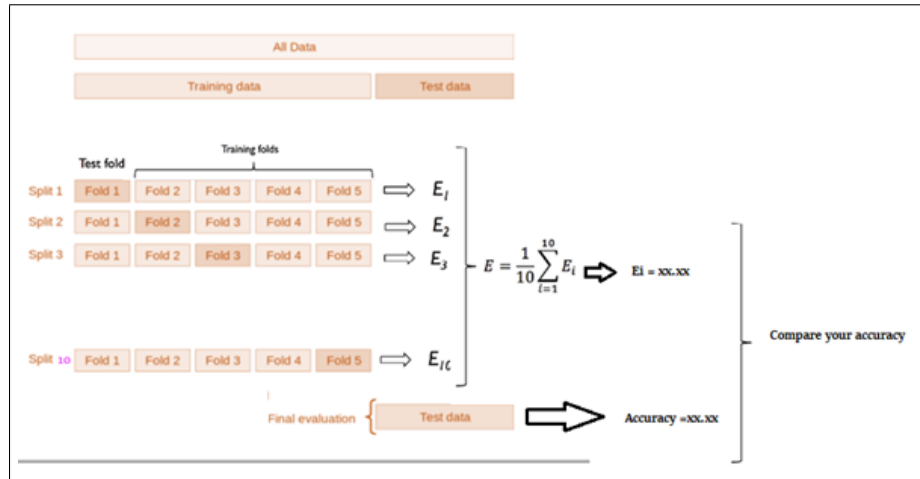 All Data
Training data Test data
Training folds
Test fold
Split 1 Fold 1 Fold 2 Fold 3 Fold 4 Fold 5 E1
Split 2 Fold 1 Fold 2 Fold 3 Fold 4 Fold 5 E2
Split 3 Fold 1 Fold 2 Fold 3 Fold 4 Fold 5 E3
E = 1/10 10∑i=1 Ei Ei = xx.xx
Compare your accuracy
Split 10 Fold 1 Fold 2 Fold 3 Fold 4 Fold 5 E10
Final evaluation { Test data Accuracy =xx.xx